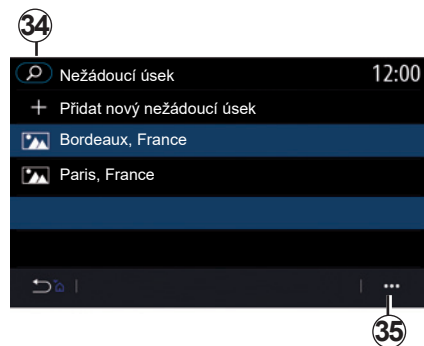 34
Nežádoucí úsek 12:00
Přidat nový nežádoucí úsek
Bordeaux, France
Paris, France
35